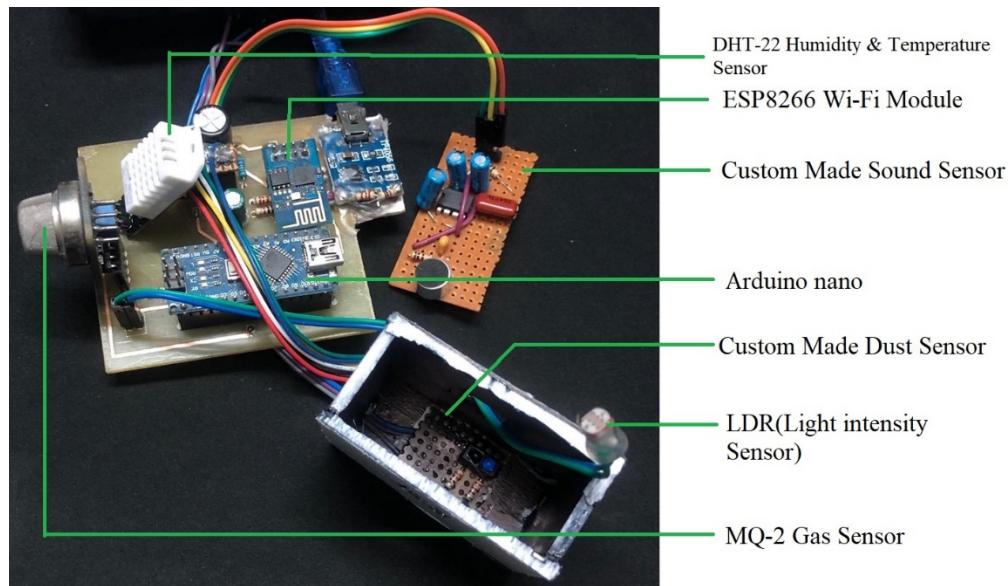 DHT-22 Humidity & Temperature
Sensor
ESP8266 Wi-Fi Module
Custom Made Sound Sensor
Arduino nano
Custom Made Dust Sensor
LDR(Light intensity
Sensor)
MQ-2 Gas Sensor